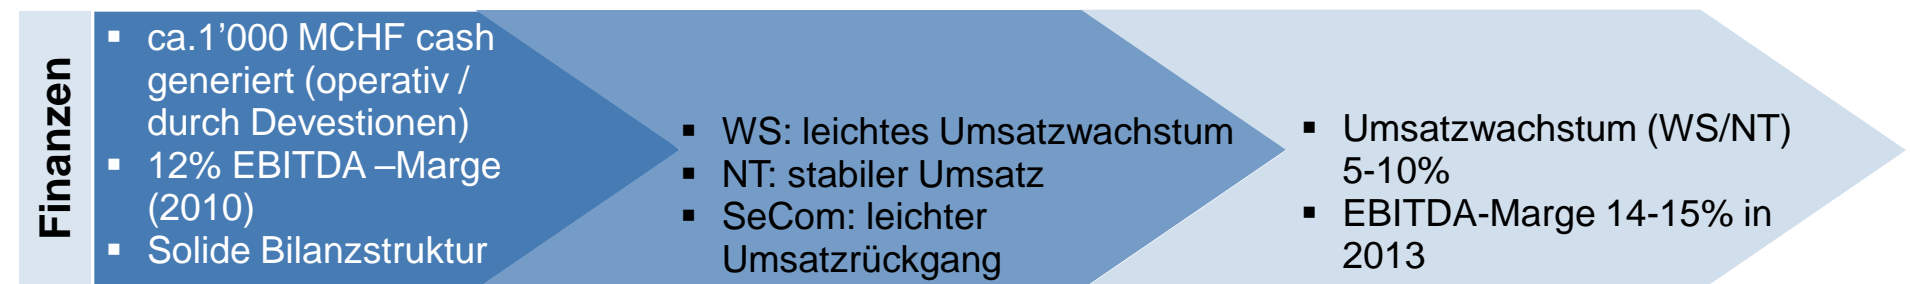 Finanzen
▪ ca.1’000 MCHF cash
generiert (operativ /
durch Devestionen)
▪ 12% EBITDA –Marge
(2010)
▪ Solide Bilanzstruktur
▪ WS: leichtes Umsatzwachstum
▪ NT: stabiler Umsatz
▪ SeCom: leichter
Umsatzrückgang
▪ Umsatzwachstum (WS/NT)
5-10%
▪ EBITDA-Marge 14-15% in
2013